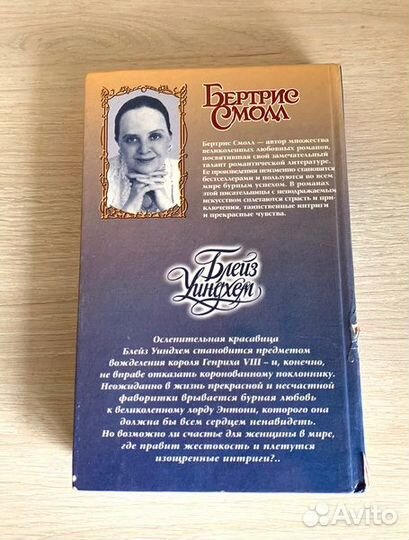 Бертрис
Смолл
Бертрис Смолл — автор множества
великолепных любовных романов,
посвятившая свой замечательный
талант романтической литературе.
Ее произведения неизменно становятся
бестселлерами и пользуются во всем
мире бурным успехом. В романах
этой писательницы с неподражаемым
искусством сплетаются страсть и при-
ключения, таинственные интриги
и прекрасные чувства.
Блейз
Уиндхем
Ослепительная красавица
Блейз Уиндхем становится предметом
вожделения короля Генриха VIII – и, конечно,
не вправе отказать коронованному поклоннику.
Неожиданно в жизнь прекрасной и несчастной
фаворитки врывается бурная любовь
к великолепному лорду Энтони, которого она
должна бы всем сердцем ненавидеть.
Но возможно ли счастье для женщины в мире,
где правит жестокость и плетутся
изощренные интриги?..
Avito